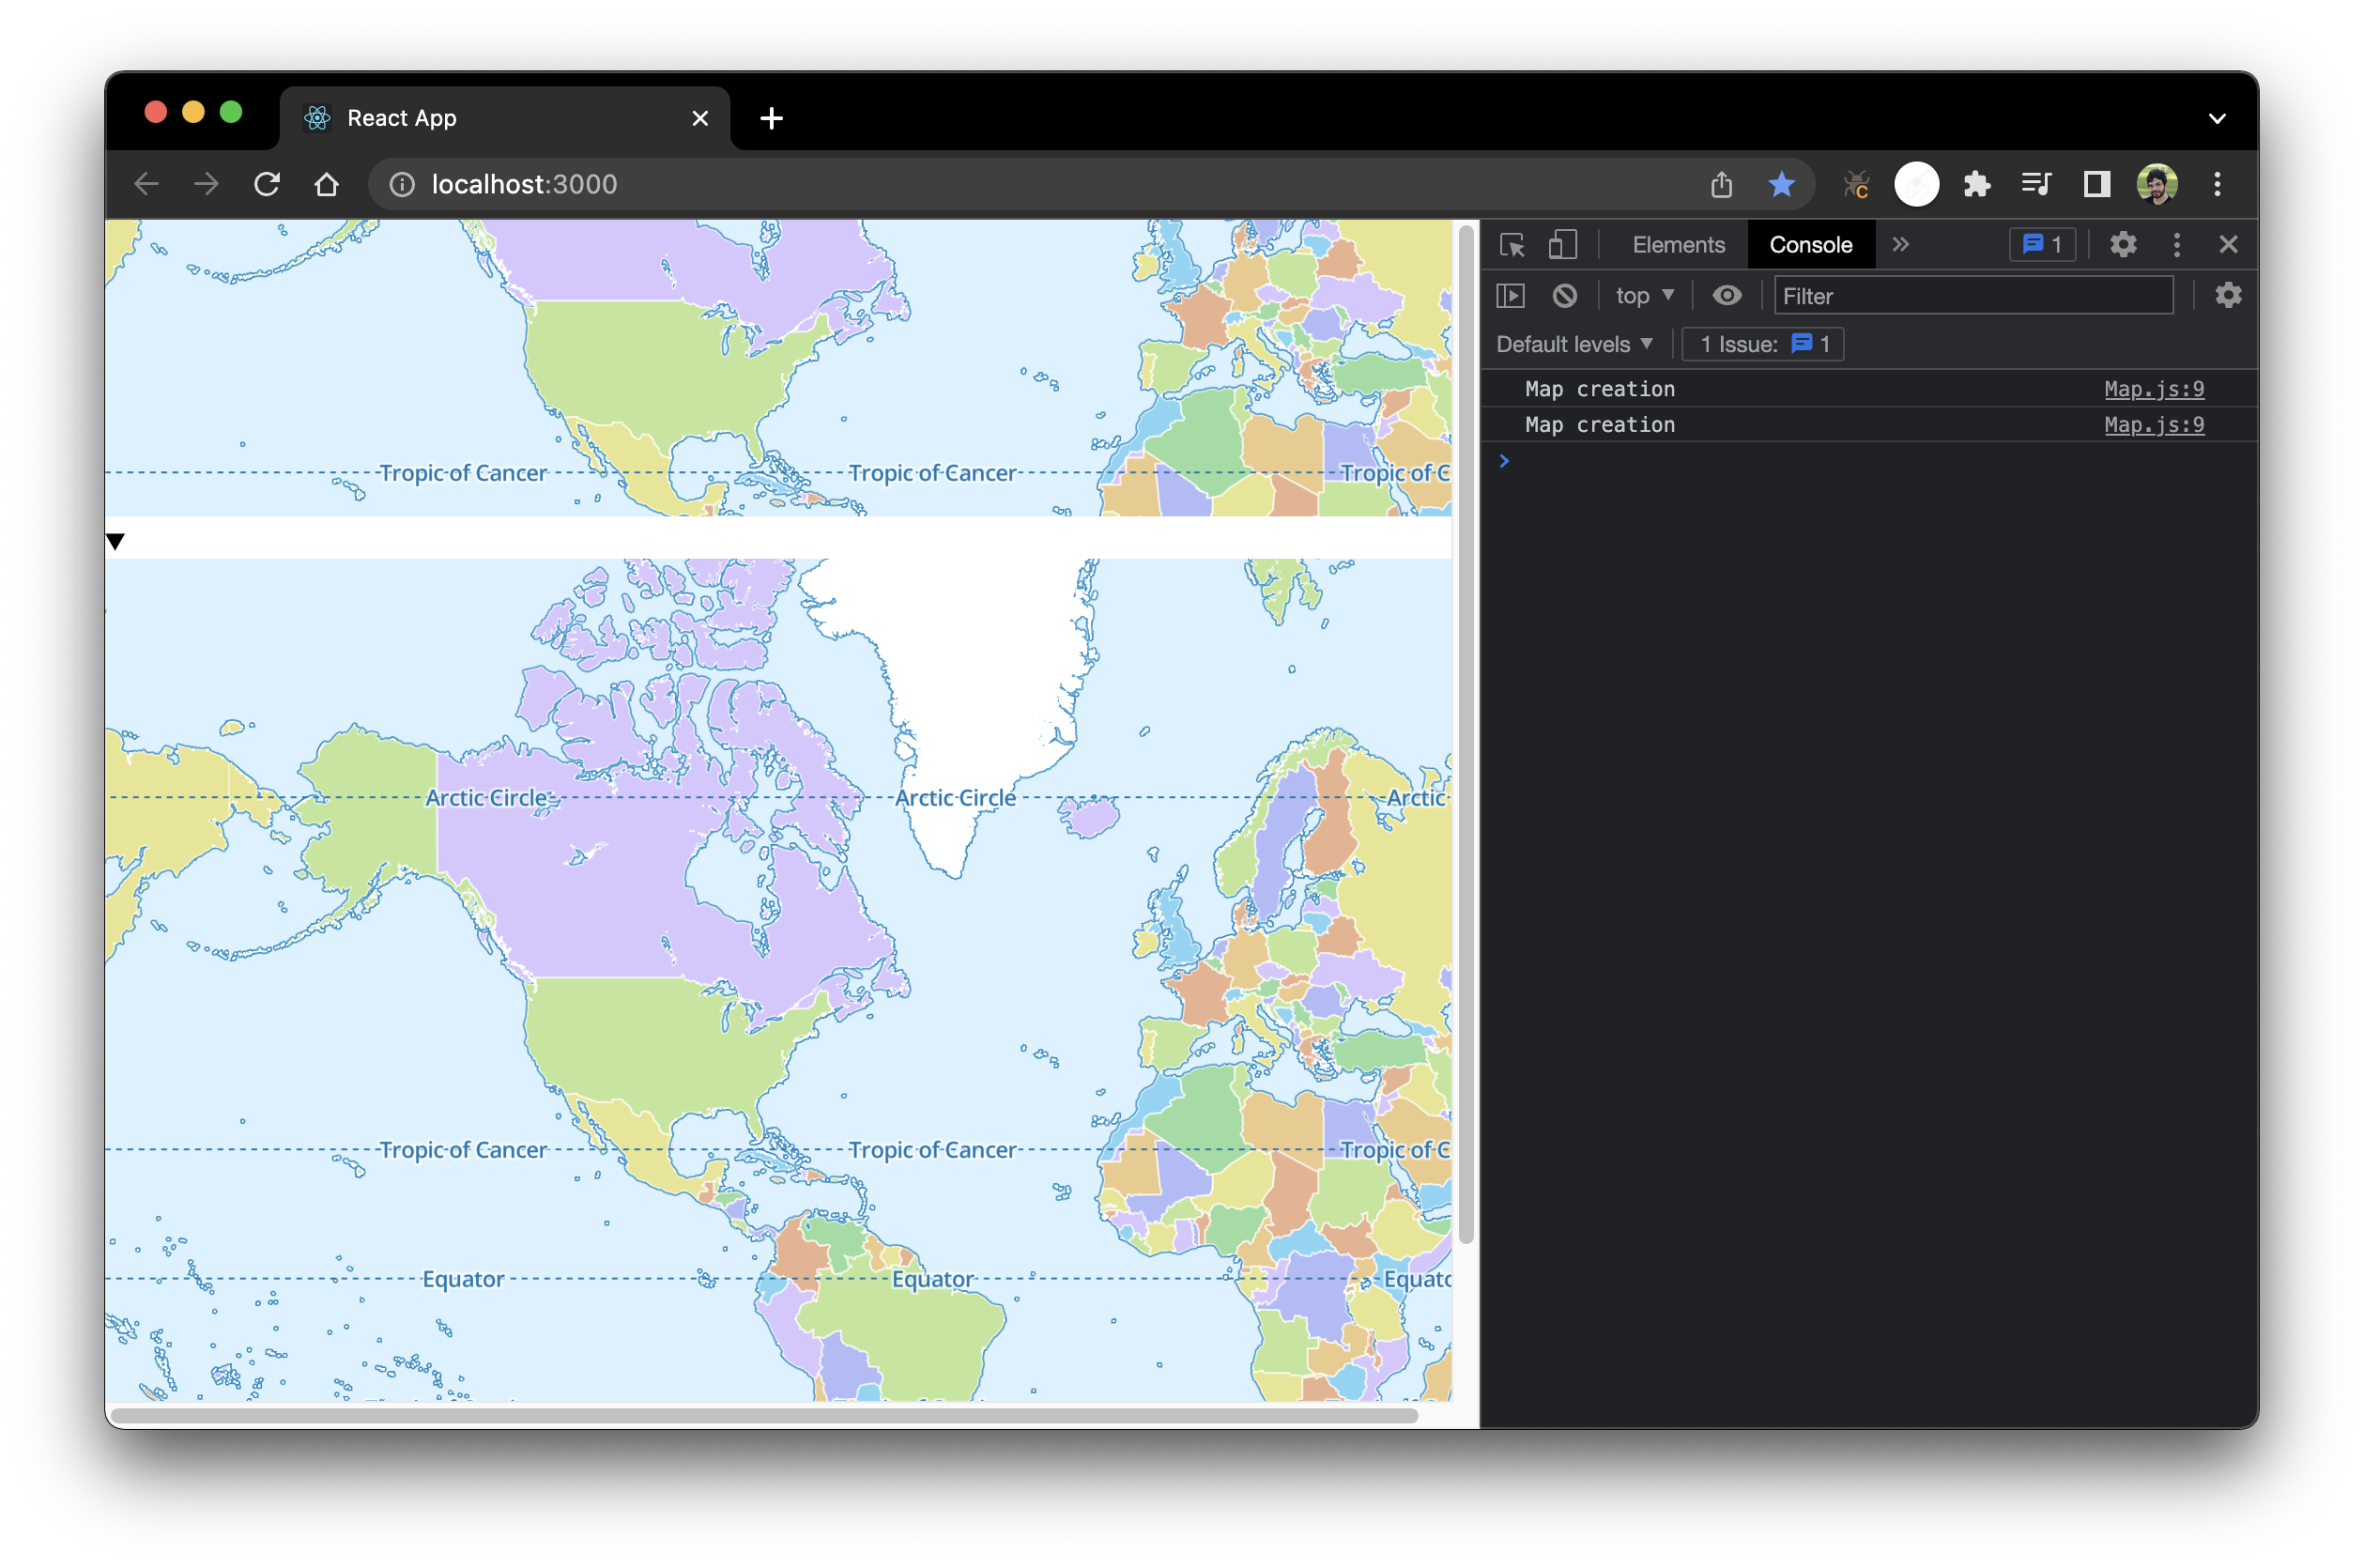 React App
localhost:3000
Elements
Console
1
top
Filter
Default levels
1 Issue:
1
Map creation
Map.js:9
Map creation
Map.js:9
Tropic of Cancer
Tropic of Cancer
Tropic of C
Arctic Circle
Arctic Circle
Arctic
Tropic of Cancer
Tropic of Cancer
Tropic of C
Equator
Equator
Equato